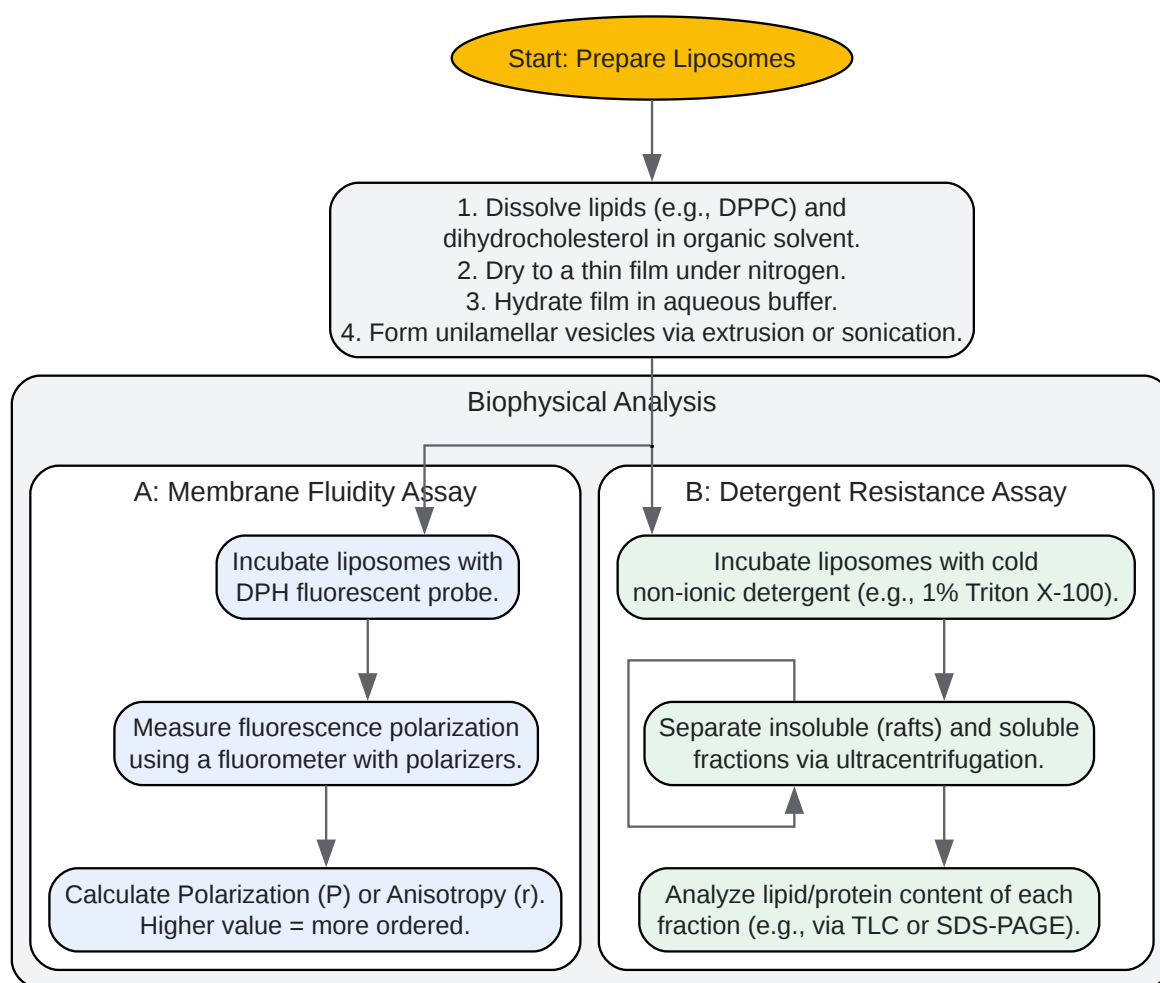 Start: Prepare Liposomes
1. Dissolve lipids (e.g., DPPC) and
dihydrocholesterol in organic solvent.
2. Dry to a thin film under nitrogen.
3. Hydrate film in aqueous buffer.
4. Form unilamellar vesicles via extrusion or sonication.
Biophysical Analysis
A: Membrane Fluidity Assay
Incubate liposomes with
DPH fluorescent probe.
Measure fluorescence polarization
using a fluorometer with polarizers.
Calculate Polarization (P) or Anisotropy (r).
Higher value = more ordered.
B: Detergent Resistance Assay
Incubate liposomes with cold
non-ionic detergent (e.g., 1% Triton X-100).
Separate insoluble (rafts) and soluble
fractions via ultracentrifugation.
Analyze lipid/protein content of each
fraction (e.g., via TLC or SDS-PAGE).